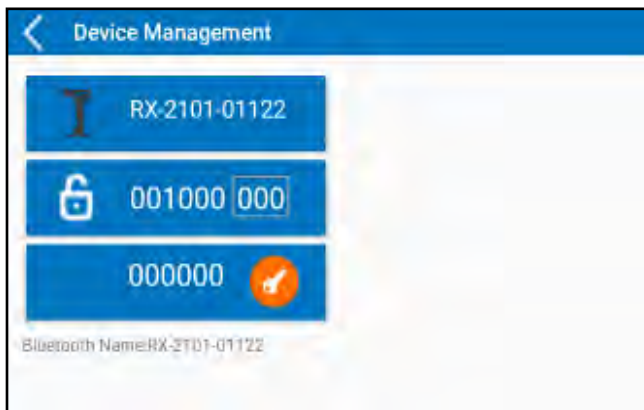 Device Management
RX-2101-01122
001000 000
000000
Bluetooth Name:RX-2101-01122